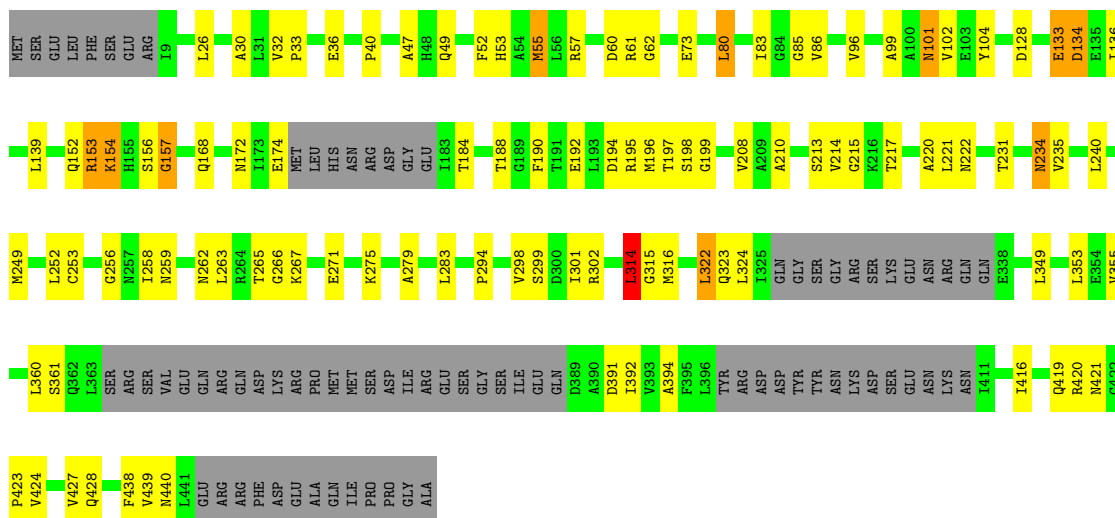 MET SER GLU LEU PHE SER GLU ARG I9 L26 A30 L31 V32 P33 E36 P40 A47 H48 Q49 F52 H53 A54 M55 L56 R57 D60 R61 G62 E73 L80 I83 G84 G85 V86 V96 A99 A100 N101 V102 E103 Y104 D128 E133 D134 E135 I136
L139 Q152 R153 K154 H155 S156 G157 Q168 N172 I173 E174 MET LEU HIS ASN ARG ASP GLY GLU I183 T184 T188 G189 F190 T191 E192 L193 D194 R195 M196 T197 S198 G199 V208 A209 A210 S213 V214 G215 K216 T217 A220 L221 N222 T231 N234 V235 L240
M249 L252 C253 G256 N257 I258 N259 N262 L263 R264 T265 G266 K267 E271 K275 A279 L283 P294 V298 S299 D300 I301 R302 L314 G315 M316 L322 Q323 L324 I325 GLN GLY SER GLY ARG SER LYS GLU ASN ARG GLN GLN E338 L349 L353 E354 V355
L360 S361 Q362 L363 SER ARG SER VAL GLU GLN ARG GLN ASP LYS ARG PRO MET MET SER ASP ILE ARG GLU SER GLY SER ILE GLU GLN D389 A390 D391 I392 V393 A394 F395 L396 TYR ARG ASP ASP TYR TYR ASN LYS ASP SER GLU ASN LYS ASN I411 I416 Q419 R420 N421 G422
P423 V424 V427 Q428 F438 V439 N440 L441 GLU ARG ARG PHE ASP GLU ALA GLN ILE PRO PRO GLY ALA